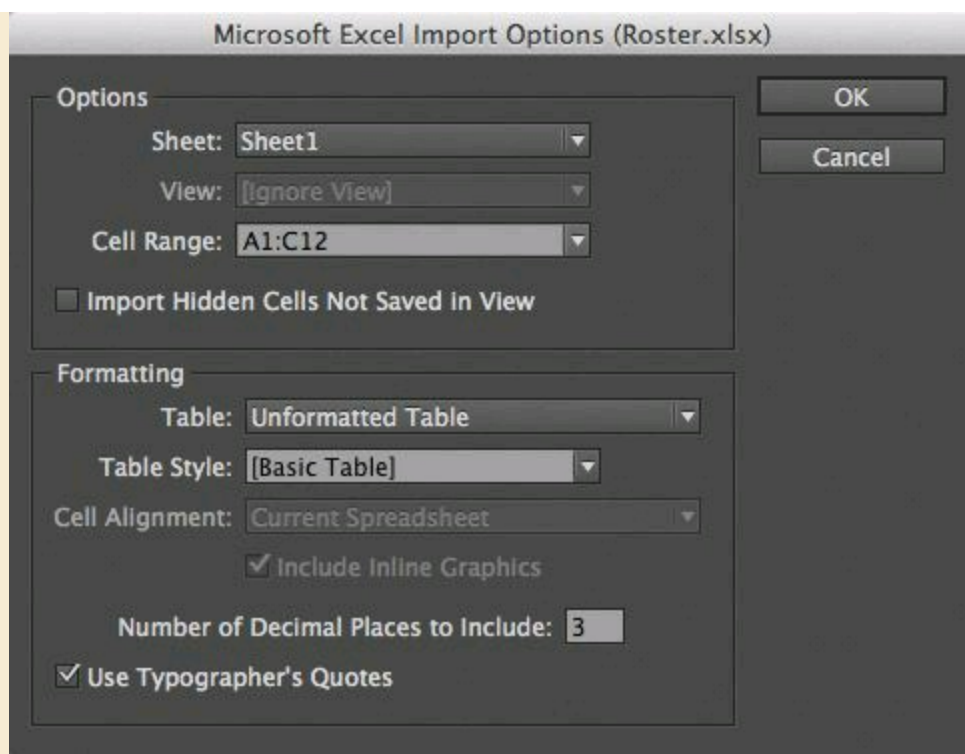 Microsoft Excel Import Options (Roster.xlsx)
Options
Sheet: Sheet1
View: [Ignore View]
Cell Range: A1:C12
Import Hidden Cells Not Saved in View
OK
Cancel
Formatting
Table: Unformatted Table
Table Style: [Basic Table]
Cell Alignment: Current Spreadsheet
Include Inline Graphics
Number of Decimal Places to Include: 3
Use Typographer's Quotes